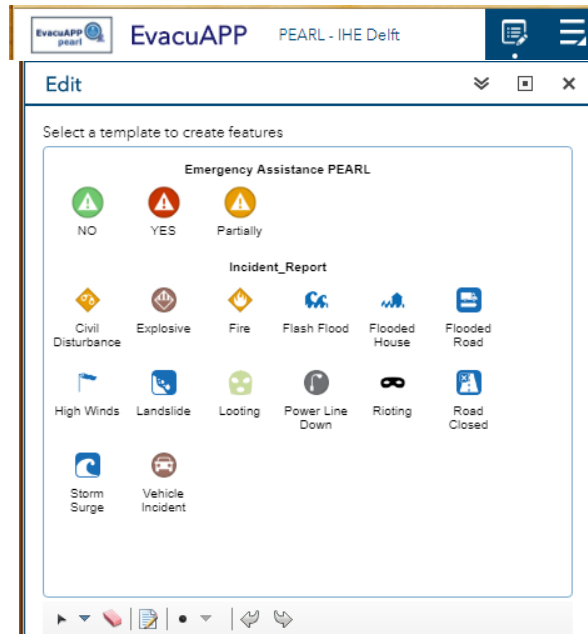 EvacuAPP
pearl
EvacuAPP PEARL - IHE Delft
Edit
Select a template to create features
Emergency Assistance PEARL
NO YES Partially
Incident_Report
Civil Disturbance Explosive Fire Flash Flood Flooded House Flooded Road
High Winds Landslide Looting Power Line Down Rioting Road Closed
Storm Surge Vehicle Incident